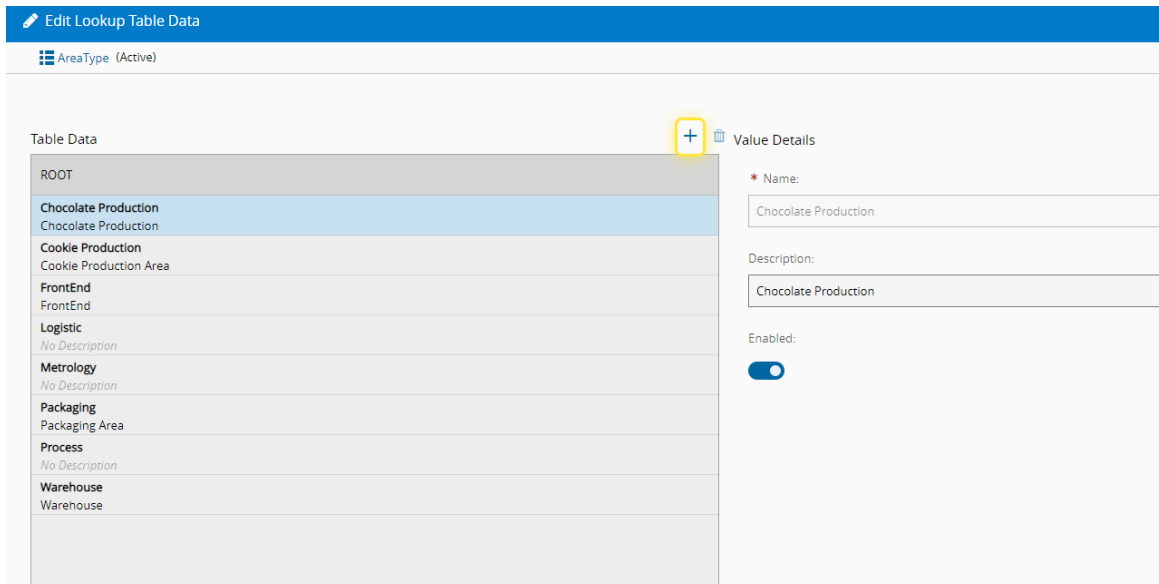 Edit Lookup Table Data
AreaType (Active)
Table Data
ROOT
Chocolate Production
Chocolate Production
Cookie Production
Cookie Production Area
FrontEnd
FrontEnd
Logistic
No Description
Metrology
No Description
Packaging
Packaging Area
Process
No Description
Warehouse
Warehouse
Value Details
* Name:
Chocolate Production
Description:
Chocolate Production
Enabled: